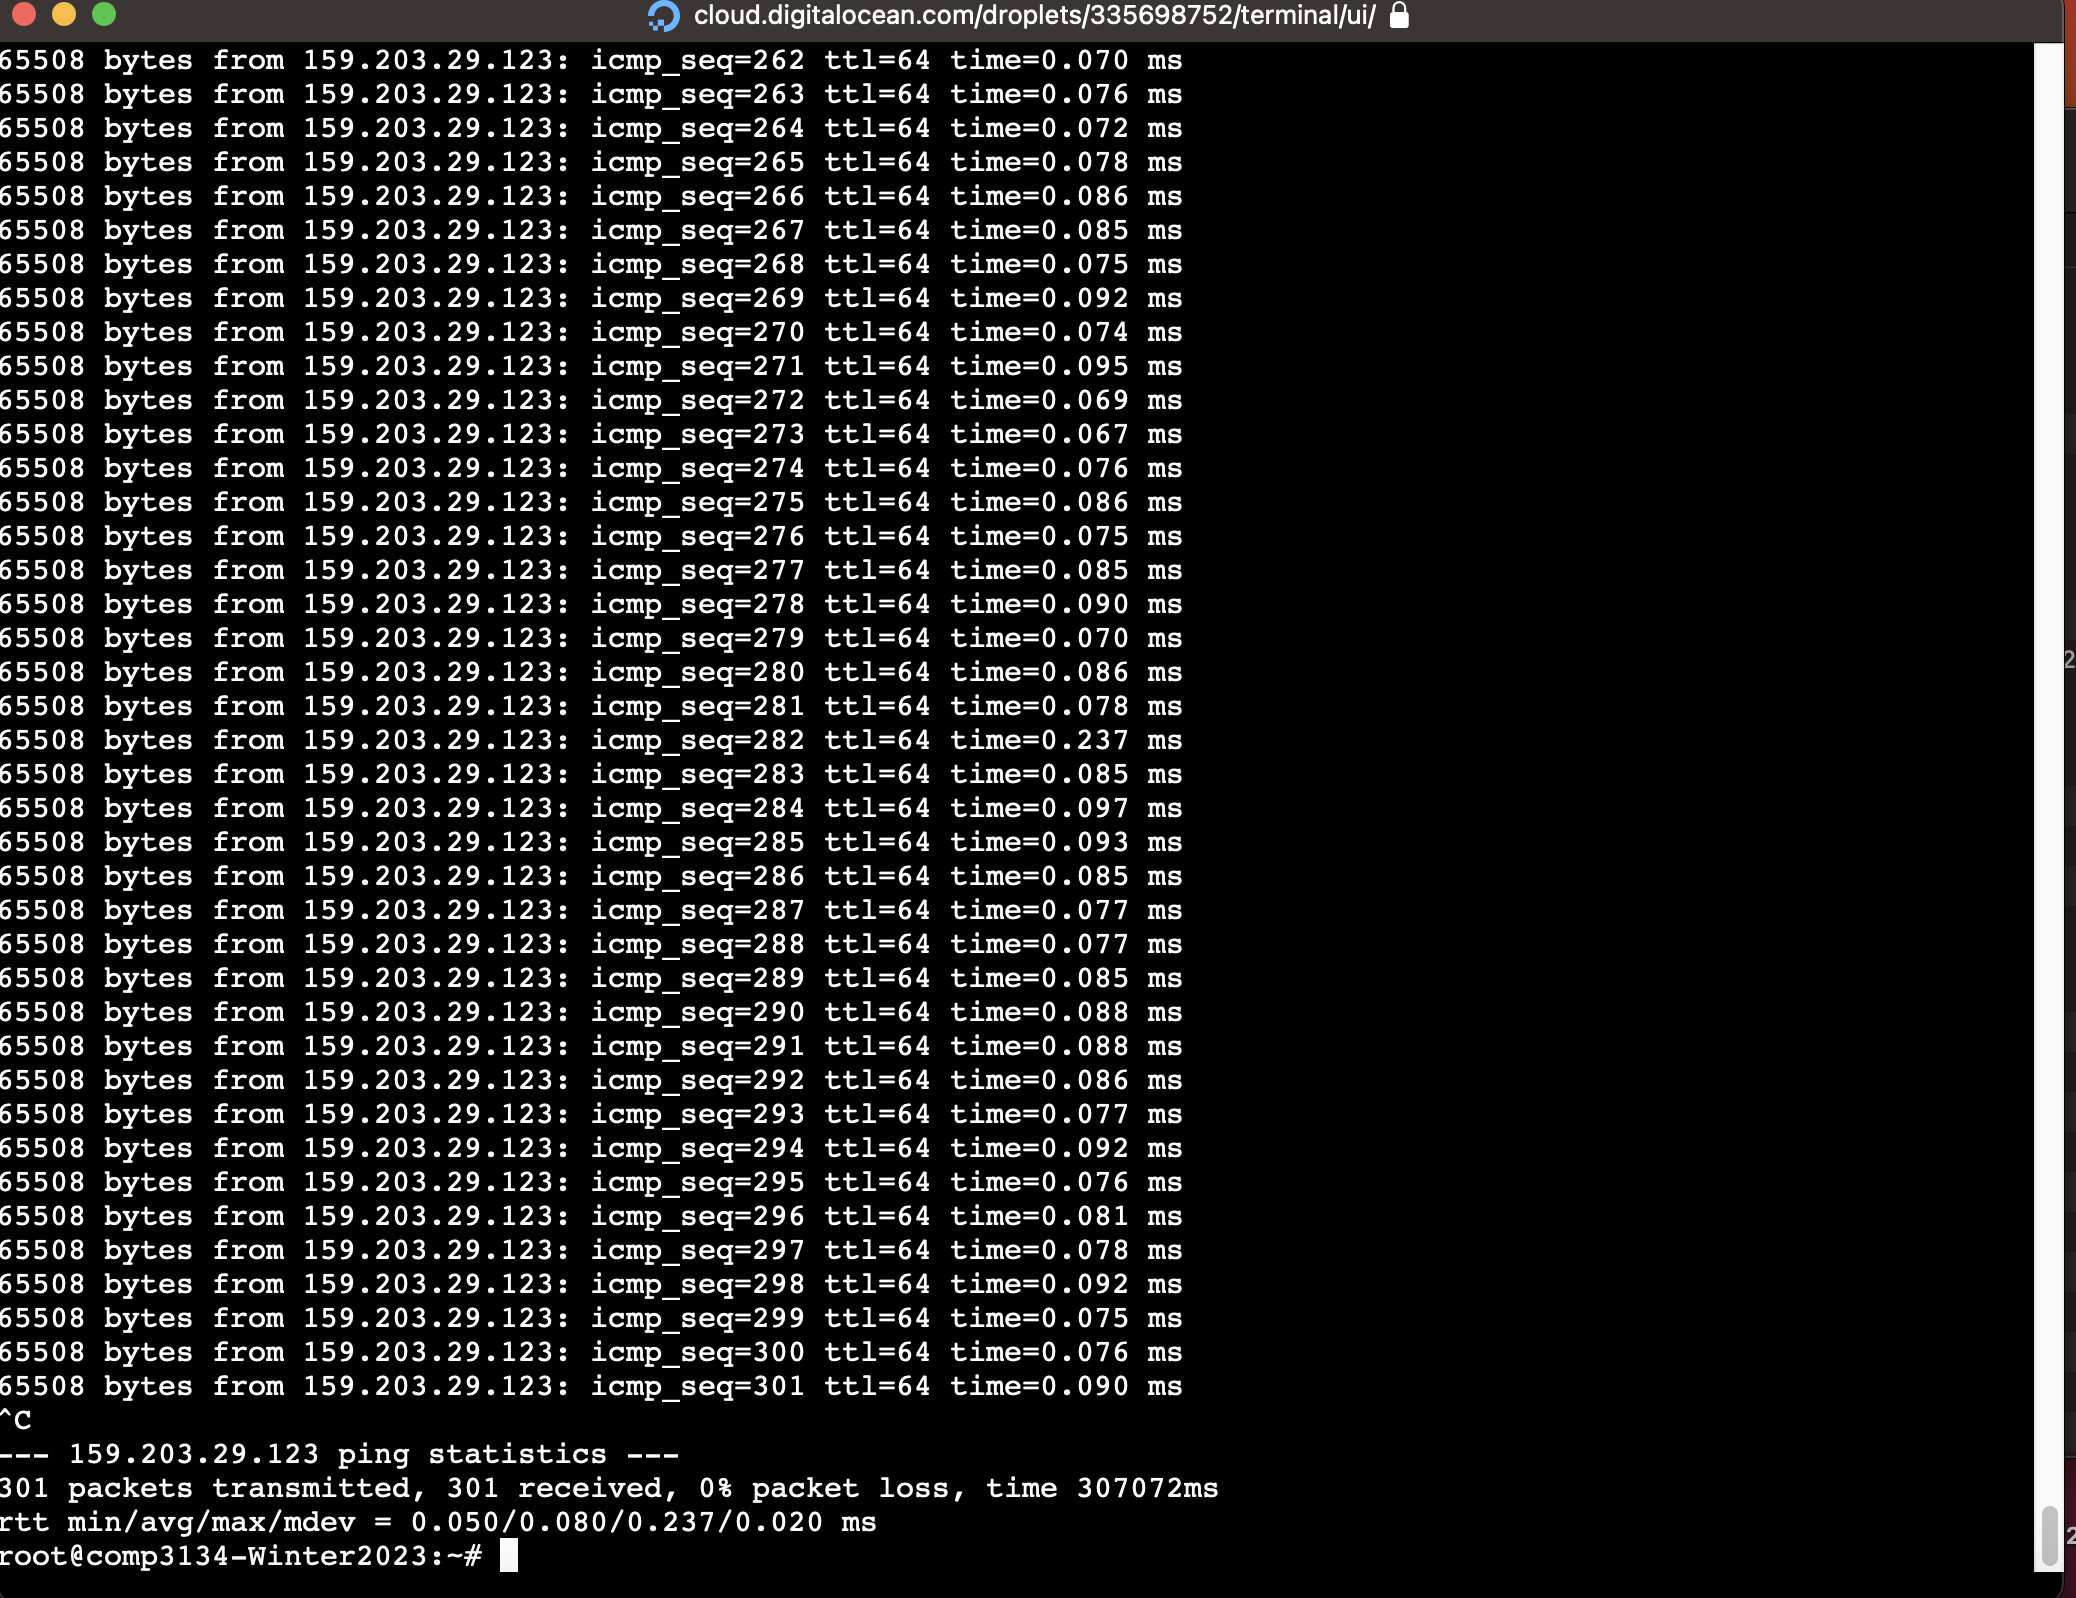 cloud.digitalocean.com/droplets/335698752/terminal/ui/
65508 bytes from 159.203.29.123: icmp_seq=262 ttl=64 time=0.070 ms
65508 bytes from 159.203.29.123: icmp_seq=263 ttl=64 time=0.076 ms
65508 bytes from 159.203.29.123: icmp_seq=264 ttl=64 time=0.072 ms
65508 bytes from 159.203.29.123: icmp_seq=265 ttl=64 time=0.078 ms
65508 bytes from 159.203.29.123: icmp_seq=266 ttl=64 time=0.086 ms
65508 bytes from 159.203.29.123: icmp_seq=267 ttl=64 time=0.085 ms
65508 bytes from 159.203.29.123: icmp_seq=268 ttl=64 time=0.075 ms
65508 bytes from 159.203.29.123: icmp_seq=269 ttl=64 time=0.092 ms
65508 bytes from 159.203.29.123: icmp_seq=270 ttl=64 time=0.074 ms
65508 bytes from 159.203.29.123: icmp_seq=271 ttl=64 time=0.095 ms
65508 bytes from 159.203.29.123: icmp_seq=272 ttl=64 time=0.069 ms
65508 bytes from 159.203.29.123: icmp_seq=273 ttl=64 time=0.067 ms
65508 bytes from 159.203.29.123: icmp_seq=274 ttl=64 time=0.076 ms
65508 bytes from 159.203.29.123: icmp_seq=275 ttl=64 time=0.086 ms
65508 bytes from 159.203.29.123: icmp_seq=276 ttl=64 time=0.075 ms
65508 bytes from 159.203.29.123: icmp_seq=277 ttl=64 time=0.085 ms
65508 bytes from 159.203.29.123: icmp_seq=278 ttl=64 time=0.090 ms
65508 bytes from 159.203.29.123: icmp_seq=279 ttl=64 time=0.070 ms
65508 bytes from 159.203.29.123: icmp_seq=280 ttl=64 time=0.086 ms
65508 bytes from 159.203.29.123: icmp_seq=281 ttl=64 time=0.078 ms
65508 bytes from 159.203.29.123: icmp_seq=282 ttl=64 time=0.237 ms
65508 bytes from 159.203.29.123: icmp_seq=283 ttl=64 time=0.085 ms
65508 bytes from 159.203.29.123: icmp_seq=284 ttl=64 time=0.097 ms
65508 bytes from 159.203.29.123: icmp_seq=285 ttl=64 time=0.093 ms
65508 bytes from 159.203.29.123: icmp_seq=286 ttl=64 time=0.085 ms
65508 bytes from 159.203.29.123: icmp_seq=287 ttl=64 time=0.077 ms
65508 bytes from 159.203.29.123: icmp_seq=288 ttl=64 time=0.077 ms
65508 bytes from 159.203.29.123: icmp_seq=289 ttl=64 time=0.085 ms
65508 bytes from 159.203.29.123: icmp_seq=290 ttl=64 time=0.088 ms
65508 bytes from 159.203.29.123: icmp_seq=291 ttl=64 time=0.088 ms
65508 bytes from 159.203.29.123: icmp_seq=292 ttl=64 time=0.086 ms
65508 bytes from 159.203.29.123: icmp_seq=293 ttl=64 time=0.077 ms
65508 bytes from 159.203.29.123: icmp_seq=294 ttl=64 time=0.092 ms
65508 bytes from 159.203.29.123: icmp_seq=295 ttl=64 time=0.076 ms
65508 bytes from 159.203.29.123: icmp_seq=296 ttl=64 time=0.081 ms
65508 bytes from 159.203.29.123: icmp_seq=297 ttl=64 time=0.078 ms
65508 bytes from 159.203.29.123: icmp_seq=298 ttl=64 time=0.092 ms
65508 bytes from 159.203.29.123: icmp_seq=299 ttl=64 time=0.075 ms
65508 bytes from 159.203.29.123: icmp_seq=300 ttl=64 time=0.076 ms
65508 bytes from 159.203.29.123: icmp_seq=301 ttl=64 time=0.090 ms
^C
--- 159.203.29.123 ping statistics ---
301 packets transmitted, 301 received, 0% packet loss, time 307072ms
rtt min/avg/max/mdev = 0.050/0.080/0.237/0.020 ms
root@comp3134-Winter2023:~#